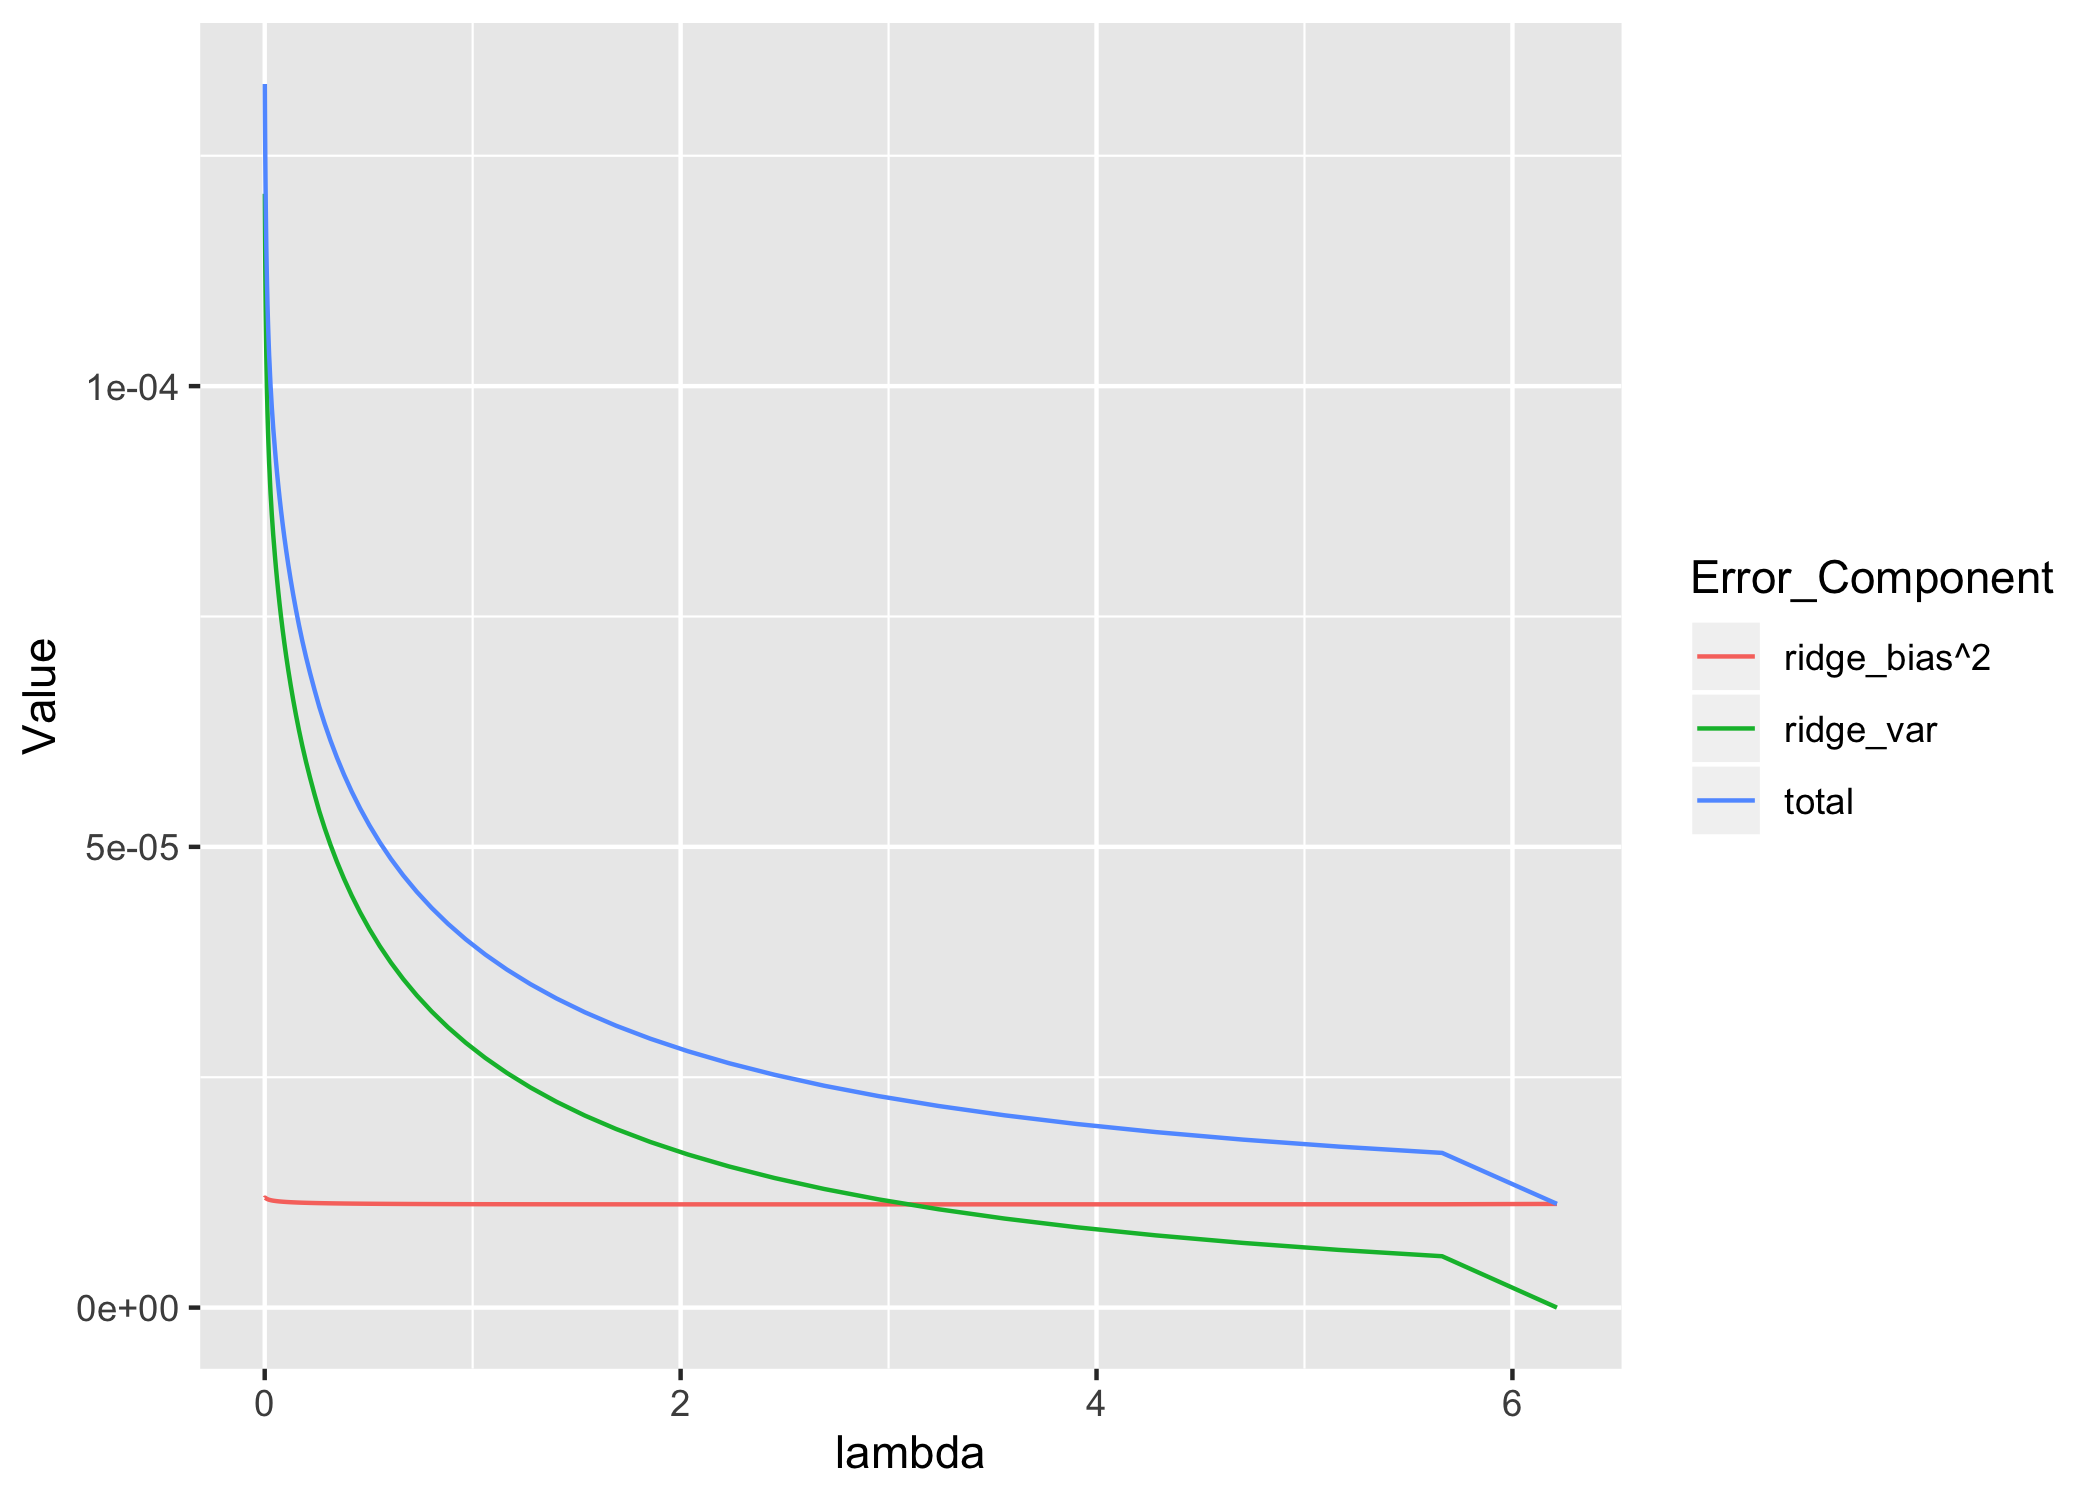 1e-04
5e-05
0e+00
Value
0 2 4 6
lambda
Error_Component
ridge_bias^2
ridge_var
total